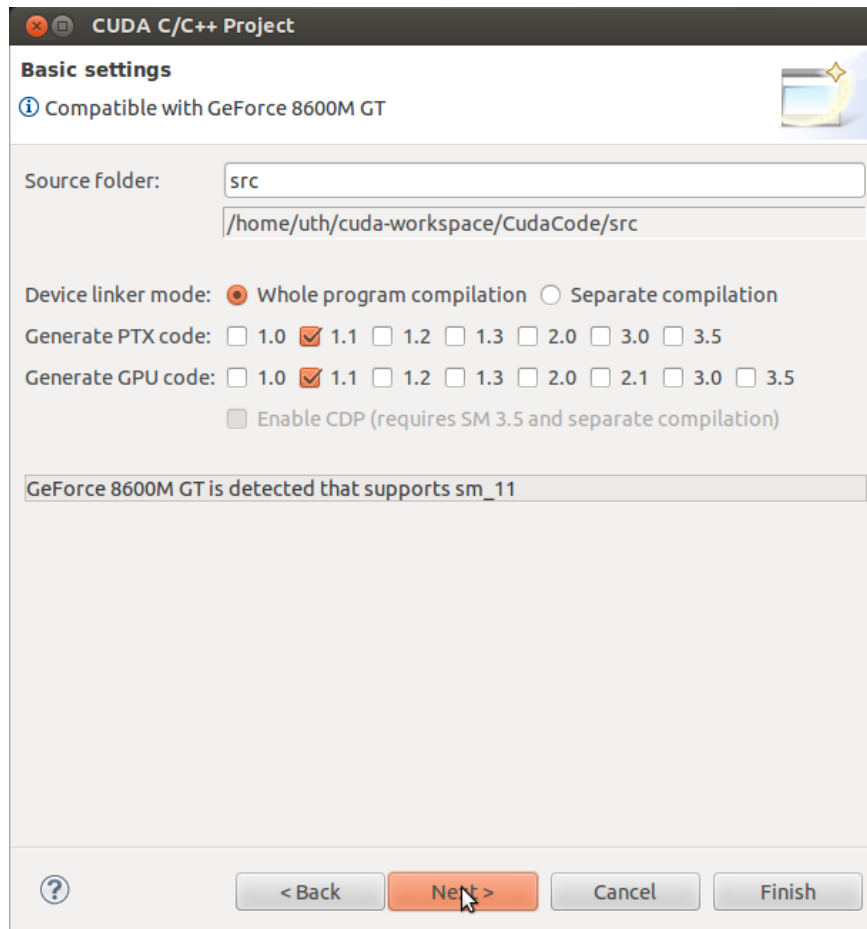 CUDA C/C++ Project
Basic settings
Compatible with GeForce 8600M GT
Source folder: src
/home/uth/cuda-workspace/CudaCode/src
Device linker mode: Whole program compilation Separate compilation
Generate PTX code: 1.0 1.1 1.2 1.3 2.0 3.0 3.5
Generate GPU code: 1.0 1.1 1.2 1.3 2.0 2.1 3.0 3.5
Enable CDP (requires SM 3.5 and separate compilation)
GeForce 8600M GT is detected that supports sm_11
? < Back Next > Cancel Finish